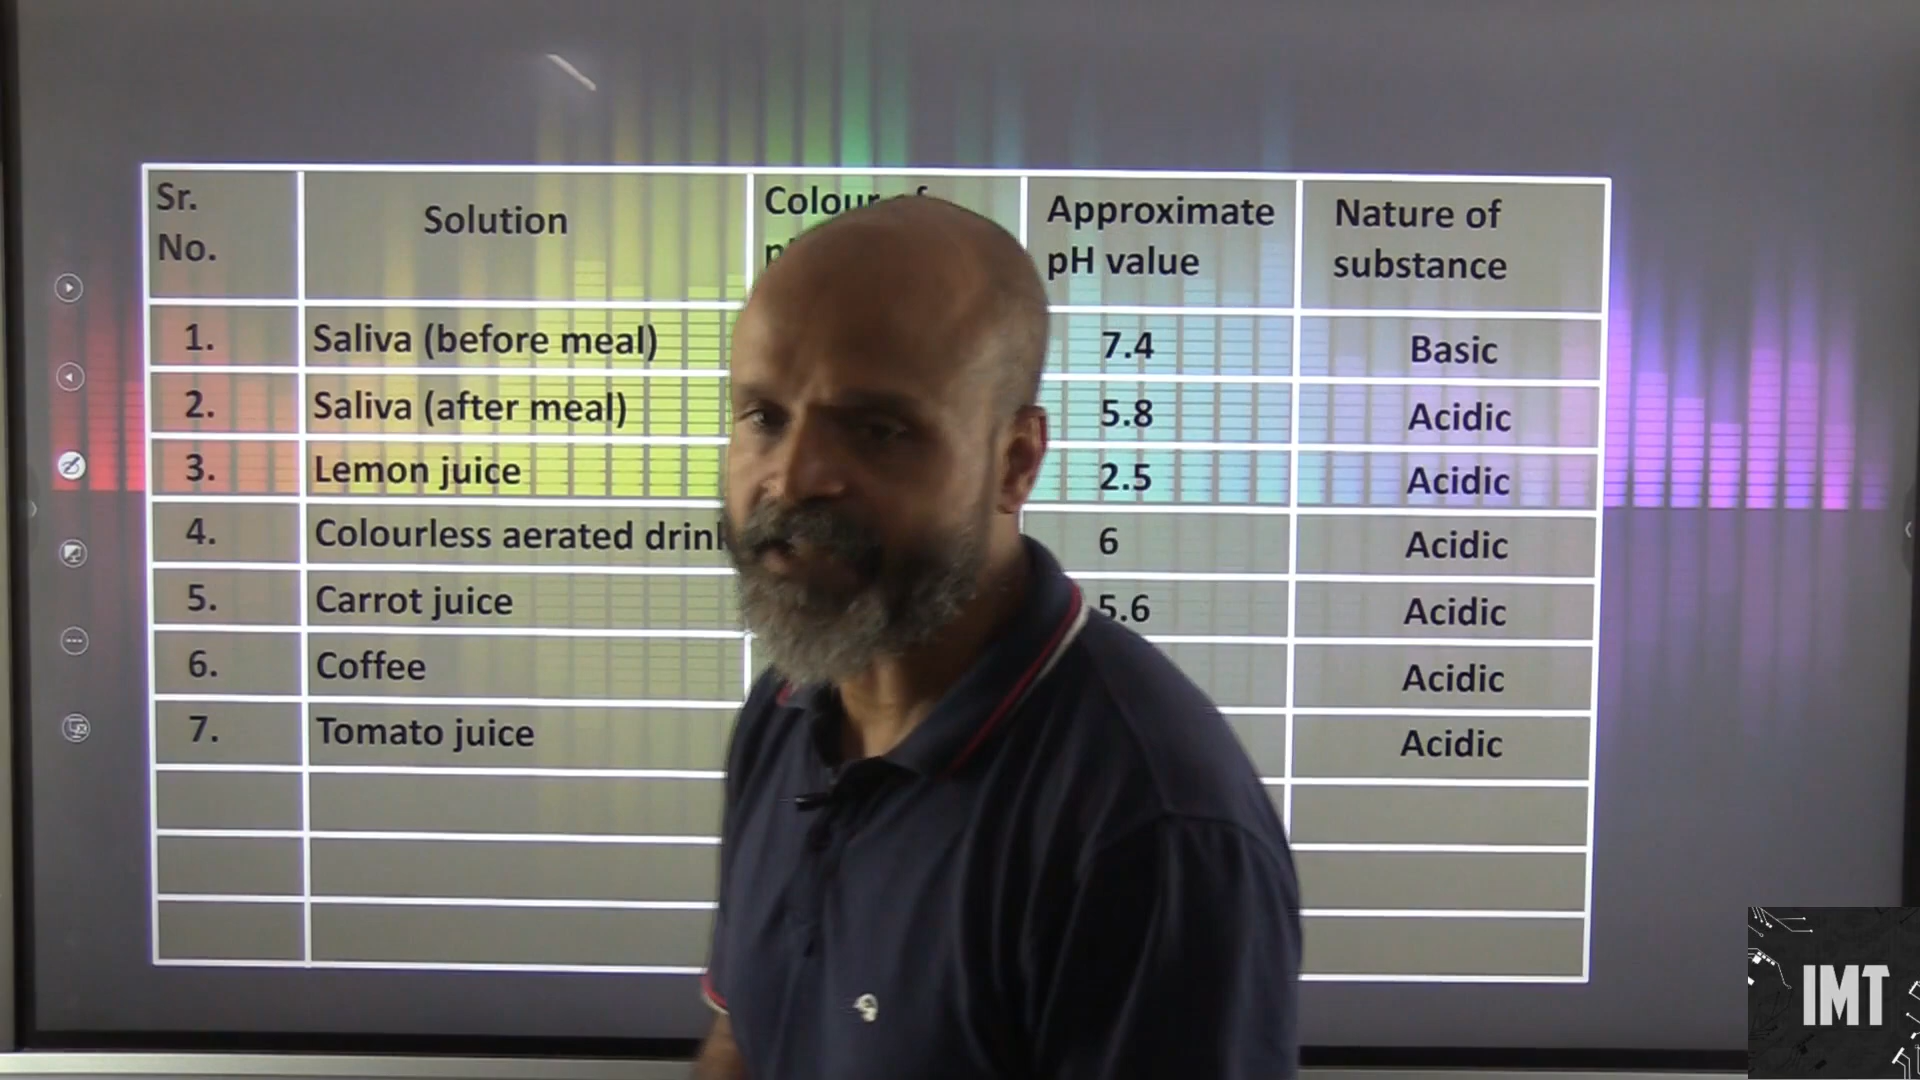 Sr.
No.
Solution
Colour of
Approximate
pH value
Nature of
substance
1. Saliva (before meal) 7.4 Basic
2. Saliva (after meal) 5.8 Acidic
3. Lemon juice 2.5 Acidic
4. Colourless aerated drink 6 Acidic
5. Carrot juice 5.6 Acidic
6. Coffee Acidic
7. Tomato juice Acidic
IMT